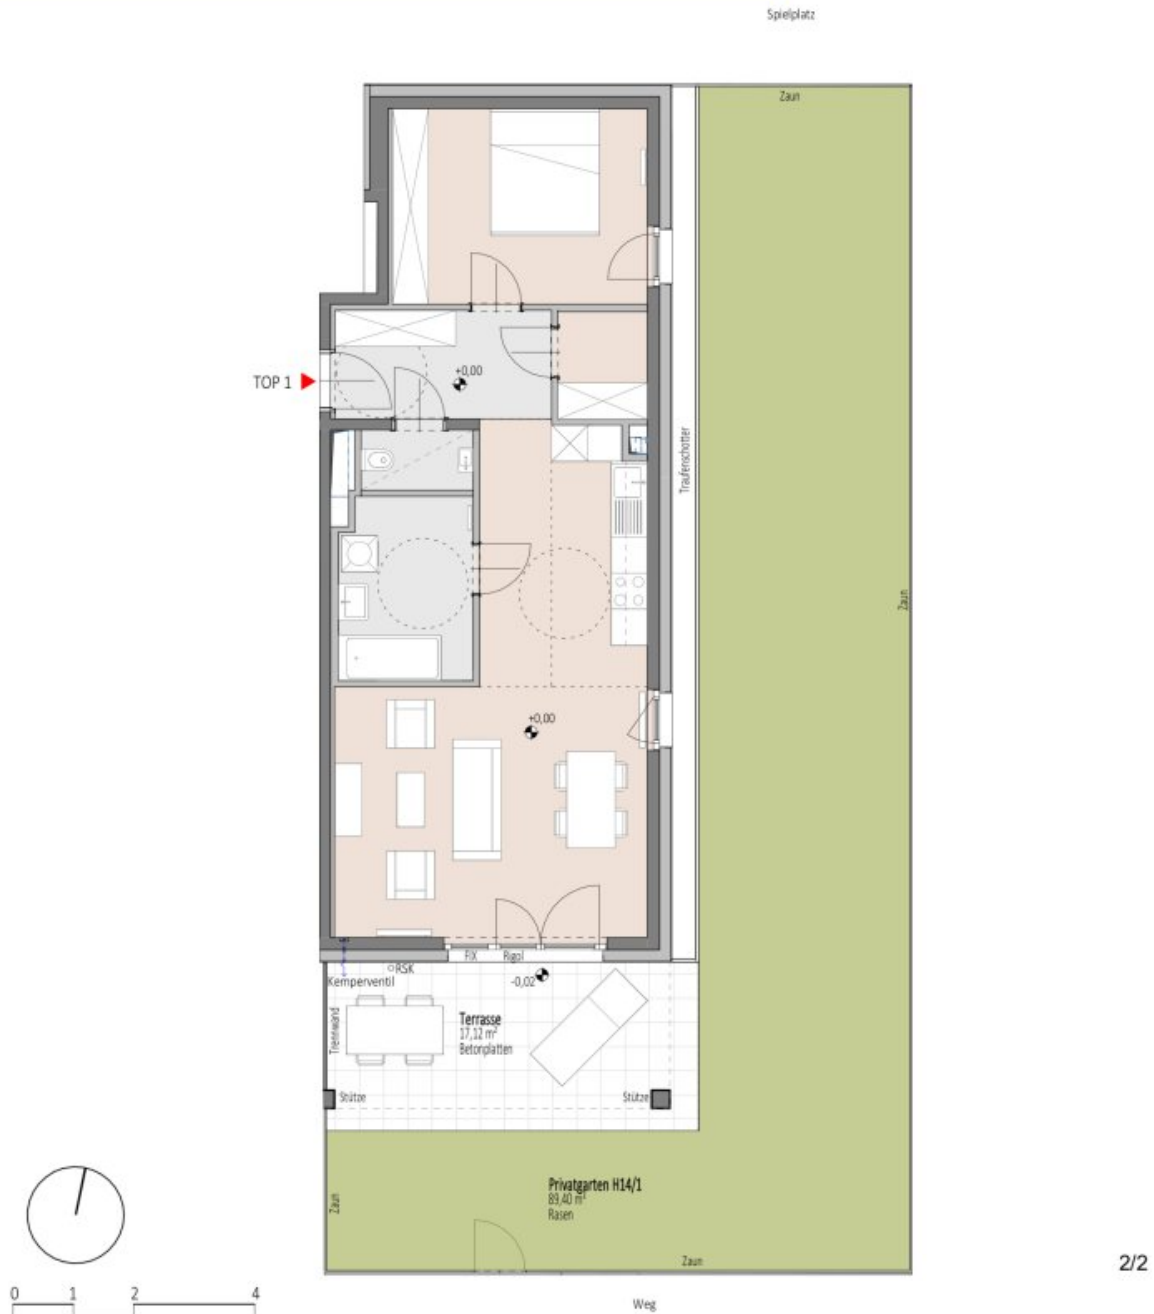 Spielplatz
Zaun
TOP 1
+0,00
Traufenschotter
Zaun
+0,00
FIX
Rigol
RSK
-0,02
Kemperventil
Trennwand
Terrasse
17,12 m²
Betonplatten
Stütze
Stütze
Privatgarten H14/1
89,40 m²
Rasen
Zaun
Zaun
2/2
0 1 2 4
Weg